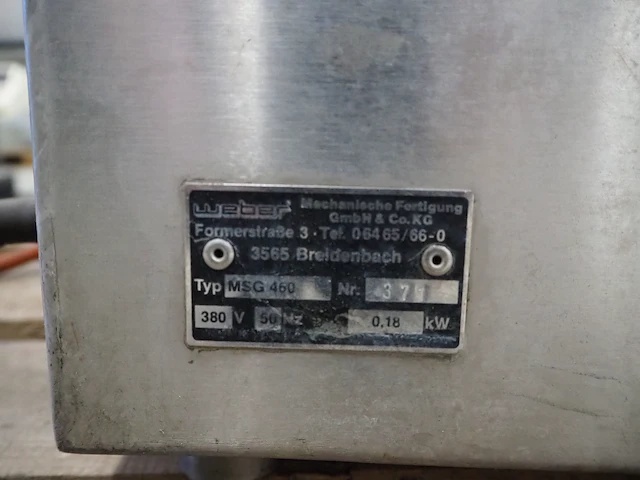 weber Mechanische Fertigung
GmbH & Co. KG
Formerstraße 3 · Tel. 06465/66-0
3565 Breidenbach
Typ MSG 460 Nr.
380 V 50 Hz 0,18 kW